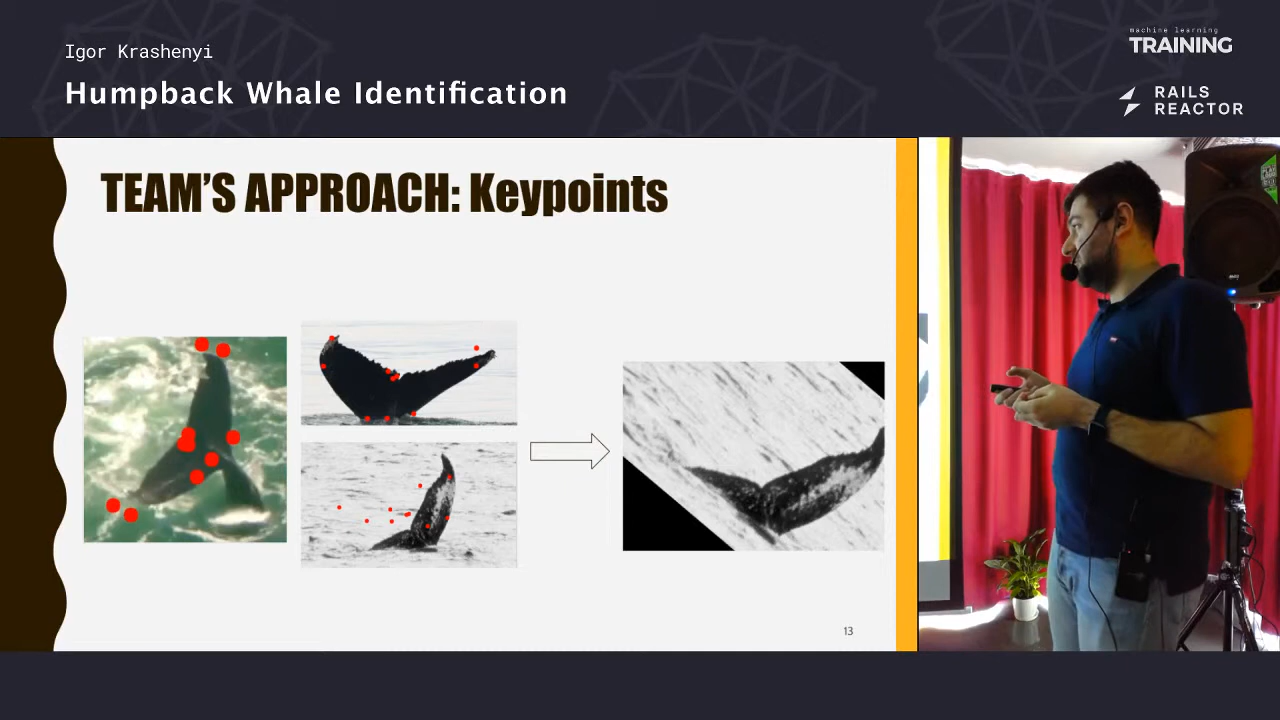 Igor Krashenyi
Humpback Whale Identification
machine learning
TRAINING
RAILS
REACTOR
TEAM'S APPROACH: Keypoints
13